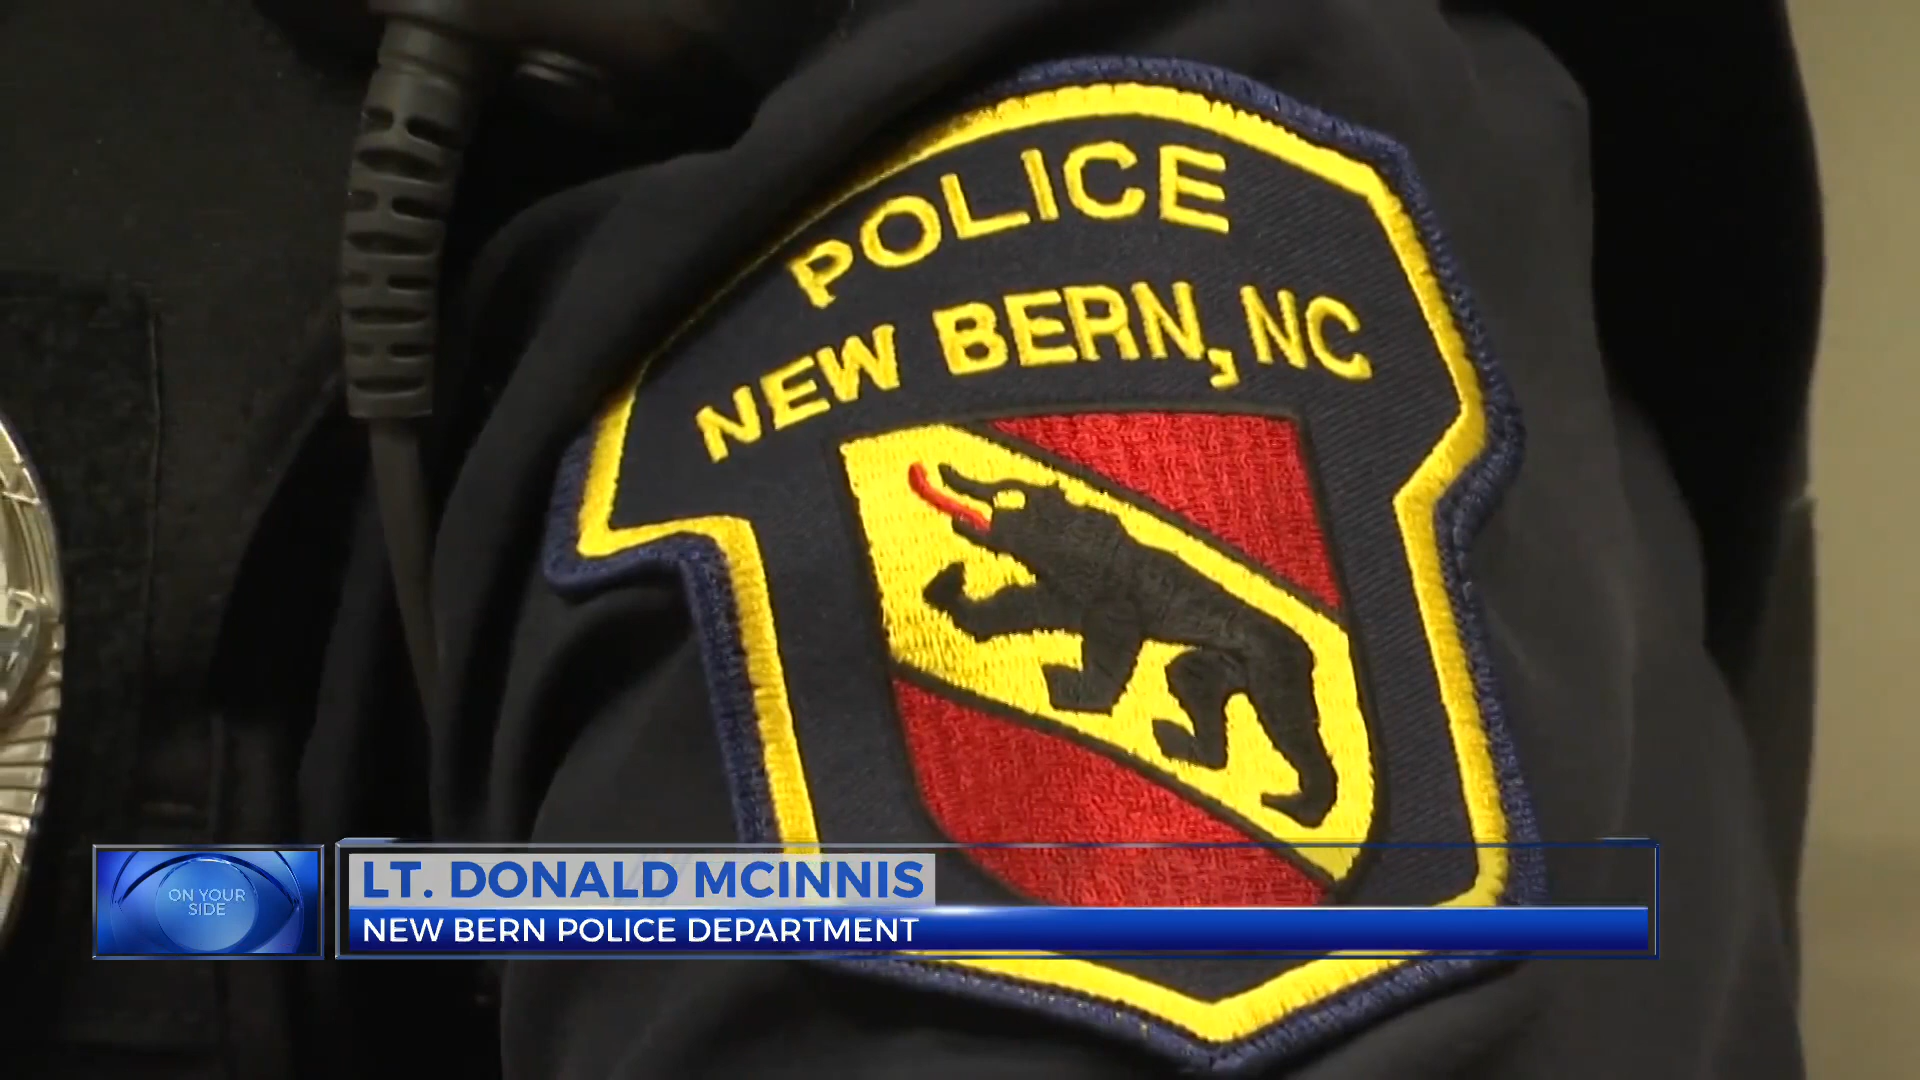 POLICE
NEW BERN, NC
ON YOUR
SIDE
LT. DONALD MCINNIS
NEW BERN POLICE DEPARTMENT